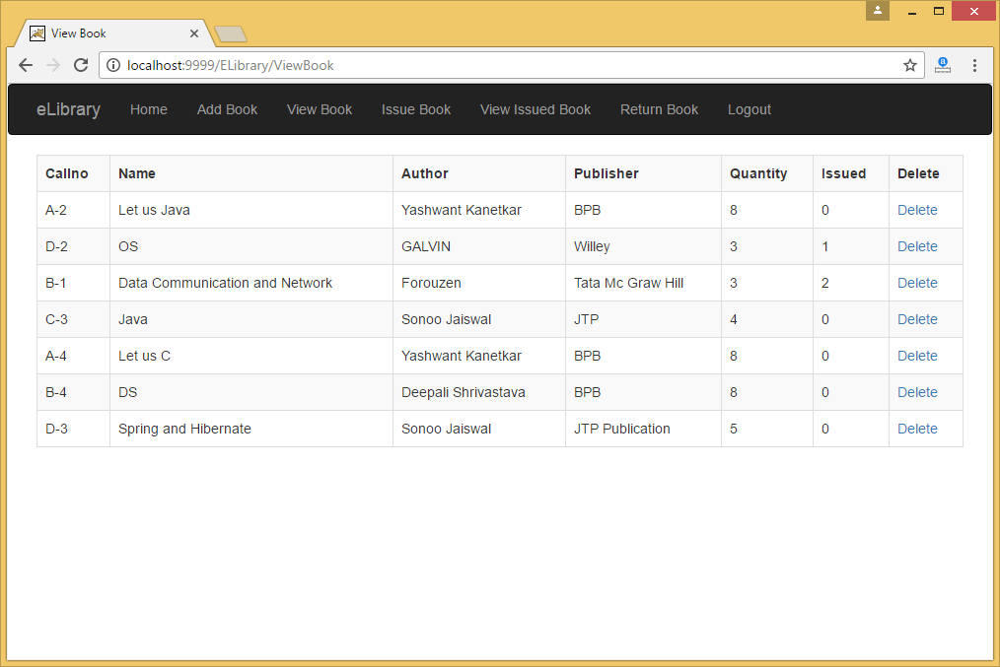 View Book
localhost:9999/ELibrary/ViewBook
eLibrary Home Add Book View Book Issue Book View Issued Book Return Book Logout
Callno Name Author Publisher Quantity Issued Delete
A-2 Let us Java Yashwant Kanetkar BPB 8 0 Delete
D-2 OS GALVIN Willey 3 1 Delete
B-1 Data Communication and Network Forouzen Tata Mc Graw Hill 3 2 Delete
C-3 Java Sonoo Jaiswal JTP 4 0 Delete
A-4 Let us C Yashwant Kanetkar BPB 8 0 Delete
B-4 DS Deepali Shrivastava BPB 8 0 Delete
D-3 Spring and Hibernate Sonoo Jaiswal JTP Publication 5 0 Delete